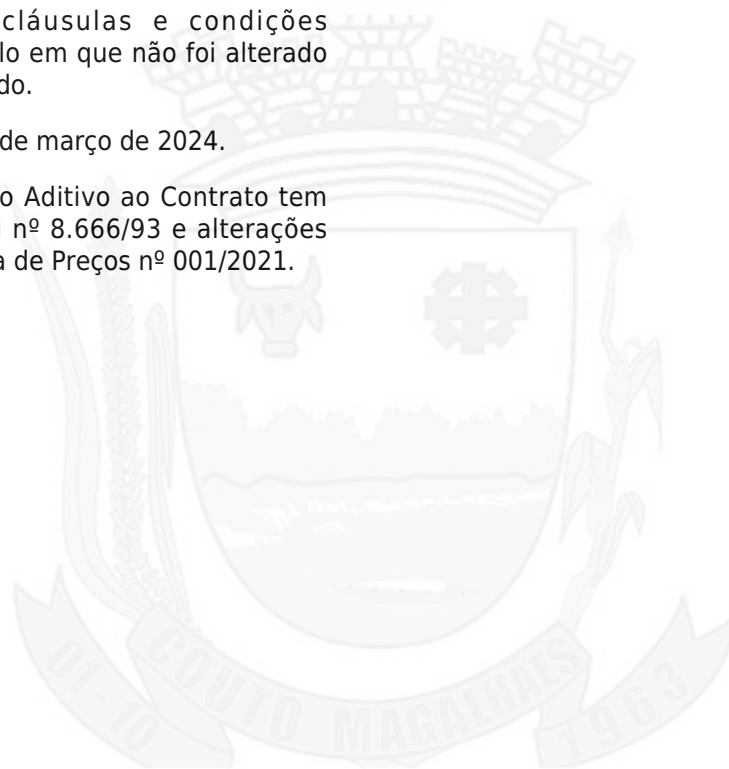 cláusulas e condições
lo em que não foi alterado
do.
de março de 2024.
o Aditivo ao Contrato tem
nº 8.666/93 e alterações
a de Preços nº 001/2021.
01-10
COUTO MAGALHÃES
1963